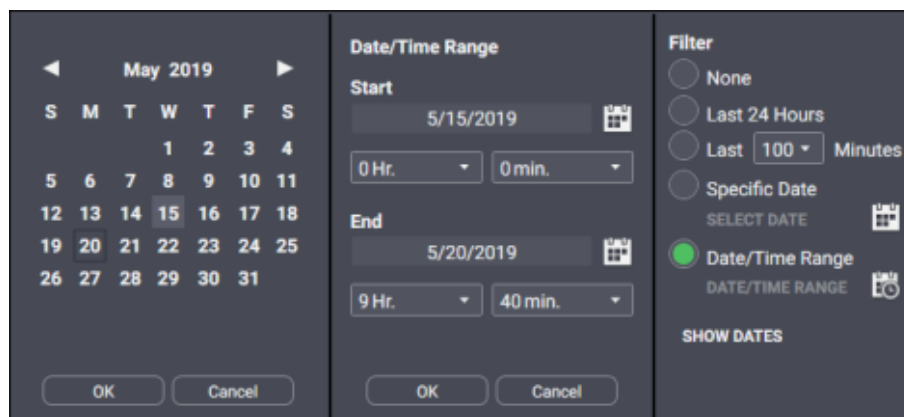 May 2019
S M T W T F S
1 2 3 4
5 6 7 8 9 10 11
12 13 14 15 16 17 18
19 20 21 22 23 24 25
26 27 28 29 30 31
OK Cancel
Date/Time Range
Start
5/15/2019
0 Hr. 0 min.
End
5/20/2019
9 Hr. 40 min.
OK Cancel
Filter
None
Last 24 Hours
Last 100 Minutes
Specific Date
SELECT DATE
Date/Time Range
DATE/TIME RANGE
SHOW DATES